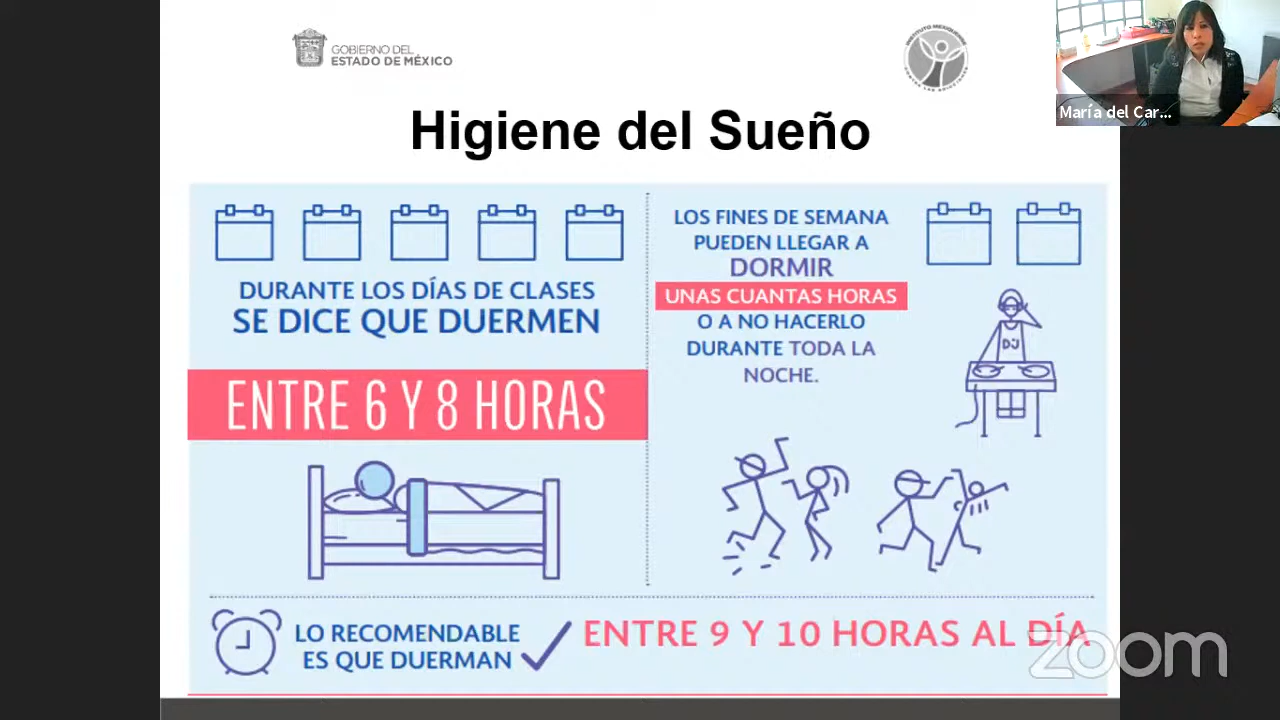 GOBIERNO DEL
ESTADO DE MÉXICO
María del Car...
Higiene del Sueño
DURANTE LOS DÍAS DE CLASES
SE DICE QUE DUERMEN
ENTRE 6 Y 8 HORAS
LOS FINES DE SEMANA
PUEDEN LLEGAR A
DORMIR
UNAS CUANTAS HORAS
O A NO HACERLO
DURANTE TODA LA
NOCHE.
DJ
LO RECOMENDABLE
ES QUE DUERMAN
ENTRE 9 Y 10 HORAS AL DÍA
zoom